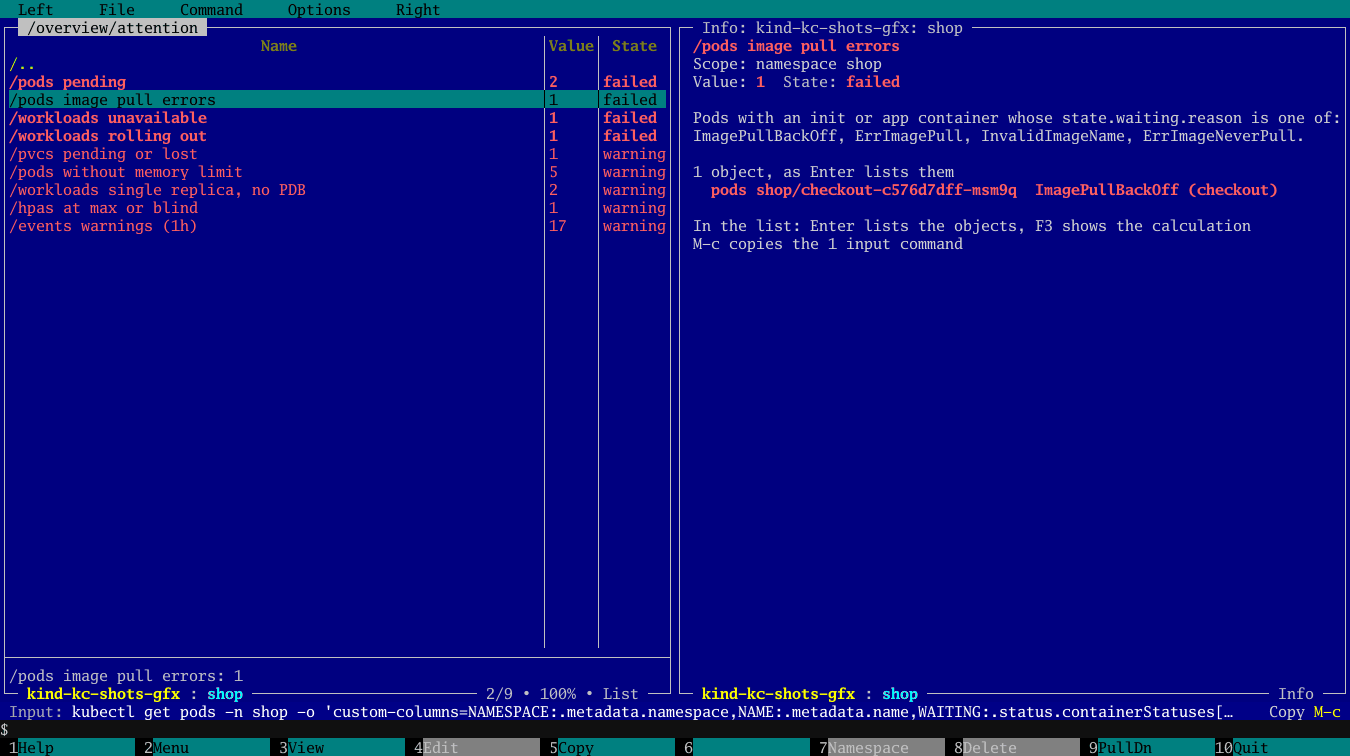 Left File Command Options Right
/overview/attention
Info: kind-kc-shots-gfx: shop
Name Value State
/..
/pods pending 2 failed
/pods image pull errors 1 failed
/workloads unavailable 1 failed
/workloads rolling out 1 failed
/pvcs pending or lost 1 warning
/pods without memory limit 5 warning
/workloads single replica, no PDB 2 warning
/hpas at max or blind 1 warning
/events warnings (1h) 17 warning
/pods image pull errors: 1
kind-kc-shots-gfx : shop 2/9 • 100% • List
/pods image pull errors
Scope: namespace shop
Value: 1 State: failed
Pods with an init or app container whose state.waiting.reason is one of:
ImagePullBackOff, ErrImagePull, InvalidImageName, ErrImageNeverPull.
1 object, as Enter lists them
pods shop/checkout-c576d7dff-msm9q ImagePullBackOff (checkout)
In the list: Enter lists the objects, F3 shows the calculation
M-c copies the 1 input command
kind-kc-shots-gfx : shop Info
Input: kubectl get pods -n shop -o 'custom-columns=NAMESPACE:.metadata.namespace,NAME:.metadata.name,WAITING:.status.containerStatuses[… Copy M-c
$
1Help 2Menu 3View 4Edit 5Copy 6 7Namespace 8Delete 9PullDn 10Quit